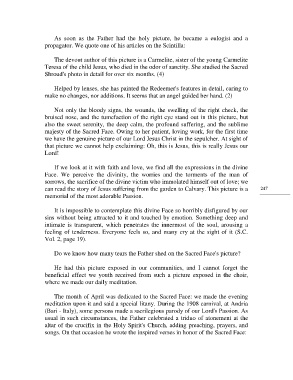 As soon as the Father had the holy picture, he became a eulogist and a
propagator. We quote one of his articles on the Scintilla:
The devout author of this picture is a Carmelite, sister of the young Carmelite
Teresa of the child Jesus, who died in the odor of sanctity. She studied the Sacred
Shroud's photo in detail for over six months. (4)
Helped by lenses, she has painted the Redeemer's features in detail, caring to
make no changes, nor additions. It seems that an angel guided her hand. (2)
Not only the bloody signs, the wounds, the swelling of the right check, the
bruised nose, and the tumefaction of the right eye stand out in this picture, but
also the sweet serenity, the deep calm, the profound suffering, and the sublime
majesty of the Sacred Face. Owing to her patient, loving work, for the first time
we have the genuine picture of our Lord Jesus Christ in the sepulcher. At sight of
that picture we cannot help exclaiming: Oh, this is Jesus, this is really Jesus our
Lord!
If we look at it with faith and love, we find all the expressions in the divine
Face. We perceive the divinity, the worries and the torments of the man of
sorrows, the sacrifice of the divine victim who immolated himself out of love; we
can read the story of Jesus suffering from the garden to Calvary. This picture is a
memorial of the most adorable Passion.
247
It is impossible to contemplate this divine Face so horribly disfigured by our
sins without being attracted to it and touched by emotion. Something deep and
intimate is transparent, which penetrates the innermost of the soul, arousing a
feeling of tenderness. Everyone feels so, and many cry at the sight of it (S.C.
Vol. 2, page 19).
Do we know how many tears the Father shed on the Sacred Face's picture?
He had this picture exposed in our communities, and I cannot forget the
beneficial effect we youth received from such a picture exposed in the choir,
where we made our daily meditation.
The month of April was dedicated to the Sacred Face: we made the evening
meditation upon it and said a special litany. During the 1908 carnival, at Andria
(Bari - Italy), some persons made a sacrilegious parody of our Lord's Passion. As
usual in such circumstances, the Father celebrated a triduo of atonement at the
altar of the crucifix in the Holy Spirit's Church, adding preaching, prayers, and
songs. On that occasion he wrote the inspired verses in honor of the Sacred Face: